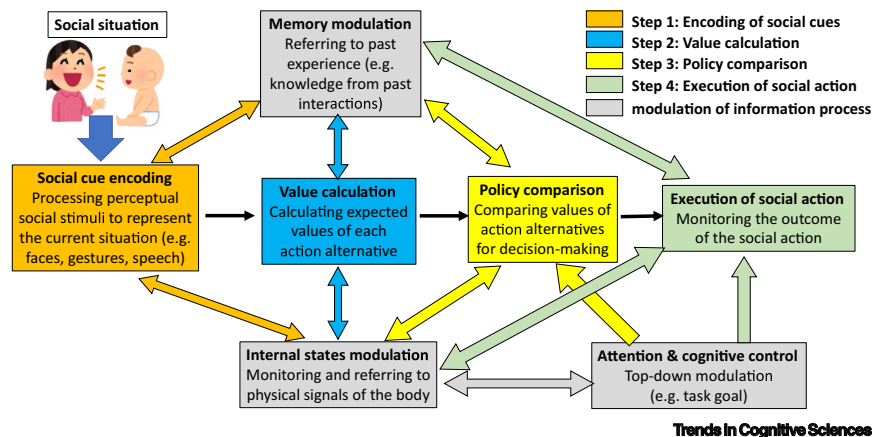 Social situation
Memory modulation
Referring to past
experience (e.g.
knowledge from past
interactions)
Step 1: Encoding of social cues
Step 2: Value calculation
Step 3: Policy comparison
Step 4: Execution of social action
modulation of information process
Social cue encoding
Processing perceptual
social stimuli to represent
the current situation (e.g.
faces, gestures, speech)
Value calculation
Calculating expected
values of each
action alternative
Policy comparison
Comparing values of
action alternatives
for decision-making
Execution of social action
Monitoring the outcome
of the social action
Internal states modulation
Monitoring and referring to
physical signals of the body
Attention & cognitive control
Top-down modulation
(e.g. task goal)
Trends in Cognitive Sciences